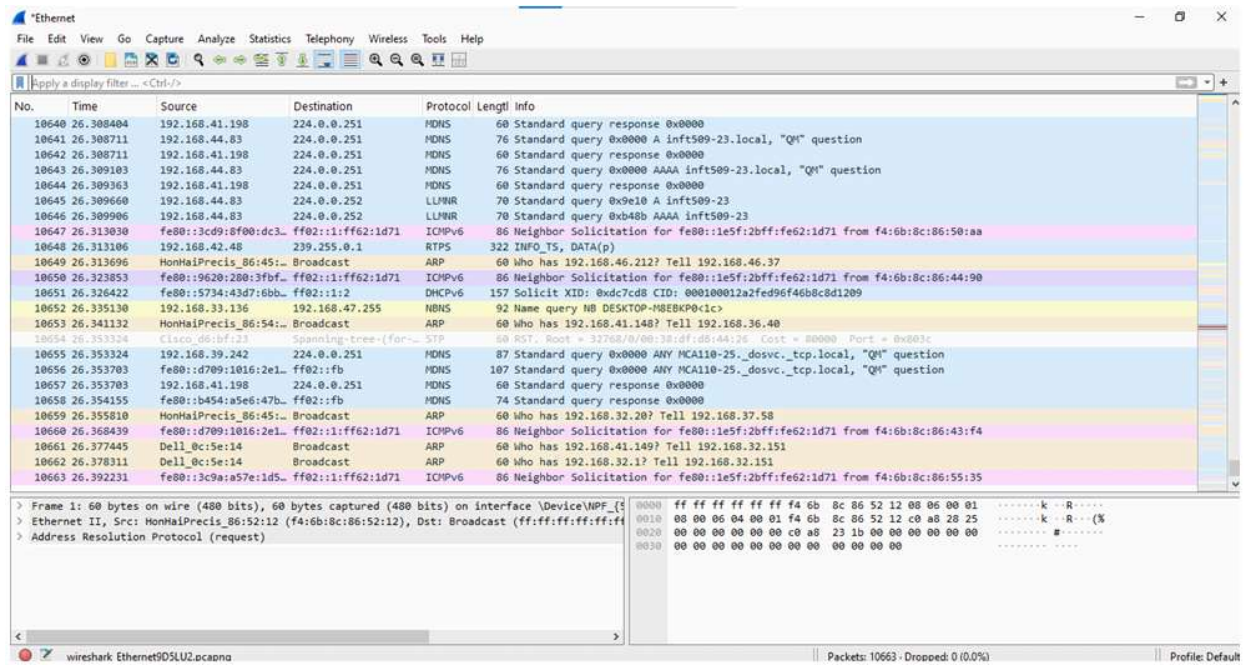 *Ethernet
File Edit View Go Capture Analyze Statistics Telephony Wireless Tools Help
Apply a display filter ... <Ctrl-/>
No. Time Source Destination Protocol Lengtl Info
10640 26.308404 192.168.41.198 224.0.0.251 MDNS 60 Standard query response 0x0000
10641 26.308711 192.168.44.83 224.0.0.251 MDNS 76 Standard query 0x0000 A inft509-23.local, "QM" question
10642 26.308711 192.168.41.198 224.0.0.251 MDNS 60 Standard query response 0x0000
10643 26.309103 192.168.44.83 224.0.0.251 MDNS 76 Standard query 0x0000 AAAA inft509-23.local, "QM" question
10644 26.309363 192.168.41.198 224.0.0.251 MDNS 60 Standard query response 0x0000
10645 26.309660 192.168.44.83 224.0.0.252 LLMNR 70 Standard query 0x9e10 A inft509-23
10646 26.309906 192.168.44.83 224.0.0.252 LLMNR 70 Standard query 0xb48b AAAA inft509-23
10647 26.313030 fe80::3cd9:8f00:dc3… ff02::1:ff62:1d71 ICMPv6 86 Neighbor Solicitation for fe80::1e5f:2bff:fe62:1d71 from f4:6b:8c:86:50:aa
10648 26.313106 192.168.42.48 239.255.0.1 RTPS 322 INFO_TS, DATA(p)
10649 26.313696 HonHaiPrecis_86:45:… Broadcast ARP 60 Who has 192.168.46.212? Tell 192.168.46.37
10650 26.323853 fe80::9620:280:3fbf… ff02::1:ff62:1d71 ICMPv6 86 Neighbor Solicitation for fe80::1e5f:2bff:fe62:1d71 from f4:6b:8c:86:44:90
10651 26.326422 fe80::5734:43d7:6bb… ff02::1:2 DHCPv6 157 Solicit XID: 0xdc7cd8 CID: 000100012a2fed96f46b8c8d1209
10652 26.335130 192.168.33.136 192.168.47.255 NBNS 92 Name query NB DESKTOP-M8EBKP0<1c>
10653 26.341132 HonHaiPrecis_86:54:… Broadcast ARP 60 Who has 192.168.41.148? Tell 192.168.36.40
10654 26.353324 Cisco_d6:bf:23 Spanning-tree-(for-… STP 60 RST. Root = 32768/0/00:38:df:d6:44:26 Cost = 80000 Port = 0x803c
10655 26.353324 192.168.39.242 224.0.0.251 MDNS 87 Standard query 0x0000 ANY MCA110-25._dosvc._tcp.local, "QM" question
10656 26.353703 fe80::d709:1016:2e1… ff02::fb MDNS 107 Standard query 0x0000 ANY MCA110-25._dosvc._tcp.local, "QM" question
10657 26.353703 192.168.41.198 224.0.0.251 MDNS 60 Standard query response 0x0000
10658 26.354155 fe80::b454:a5e6:47b… ff02::fb MDNS 74 Standard query response 0x0000
10659 26.355810 HonHaiPrecis_86:45:… Broadcast ARP 60 Who has 192.168.32.20? Tell 192.168.37.58
10660 26.368439 fe80::d709:1016:2e1… ff02::1:ff62:1d71 ICMPv6 86 Neighbor Solicitation for fe80::1e5f:2bff:fe62:1d71 from f4:6b:8c:86:43:f4
10661 26.377445 Dell_0c:5e:14 Broadcast ARP 60 Who has 192.168.41.149? Tell 192.168.32.151
10662 26.378311 Dell_0c:5e:14 Broadcast ARP 60 Who has 192.168.32.1? Tell 192.168.32.151
10663 26.392231 fe80::3c9a:a57e:1d5… ff02::1:ff62:1d71 ICMPv6 86 Neighbor Solicitation for fe80::1e5f:2bff:fe62:1d71 from f4:6b:8c:86:55:35
> Frame 1: 60 bytes on wire (480 bits), 60 bytes captured (480 bits) on interface \Device\NPF_{5
> Ethernet II, Src: HonHaiPrecis_86:52:12 (f4:6b:8c:86:52:12), Dst: Broadcast (ff:ff:ff:ff:ff:ff
> Address Resolution Protocol (request)
0000 ff ff ff ff ff ff f4 6b 8c 86 52 12 08 06 00 01 ·······k ··R·····
0010 08 00 06 04 00 01 f4 6b 8c 86 52 12 c0 a8 28 25 ·······k ··R···(%
0020 00 00 00 00 00 00 c0 a8 23 1b 00 00 00 00 00 00 ········ #·······
0030 00 00 00 00 00 00 00 00 00 00 00 00 ········ ····
wireshark_Ethernet9D5LU2.pcapng Packets: 10663 · Dropped: 0 (0.0%) Profile: Default